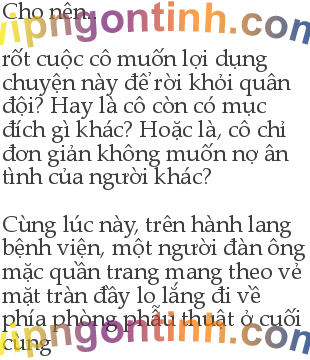 Cho nên..
vipngontinh.com
rốt cuộc cô muốn lợi dụng
chuyện này để rời khỏi quân
đội? Hay là cô còn có mục
đích gì khác? Hoặc là, cô chỉ
đơn giản không muốn nợ ân
tình của người khác?
Cùng lúc này, trên hành lang
bệnh viện, một người đàn ông
mặc quần trang mang theo vẻ
mặt tràn đầy lo lắng đi về
phía phòng phẫu thuật ở cuối
vipngontinh.com
cùng